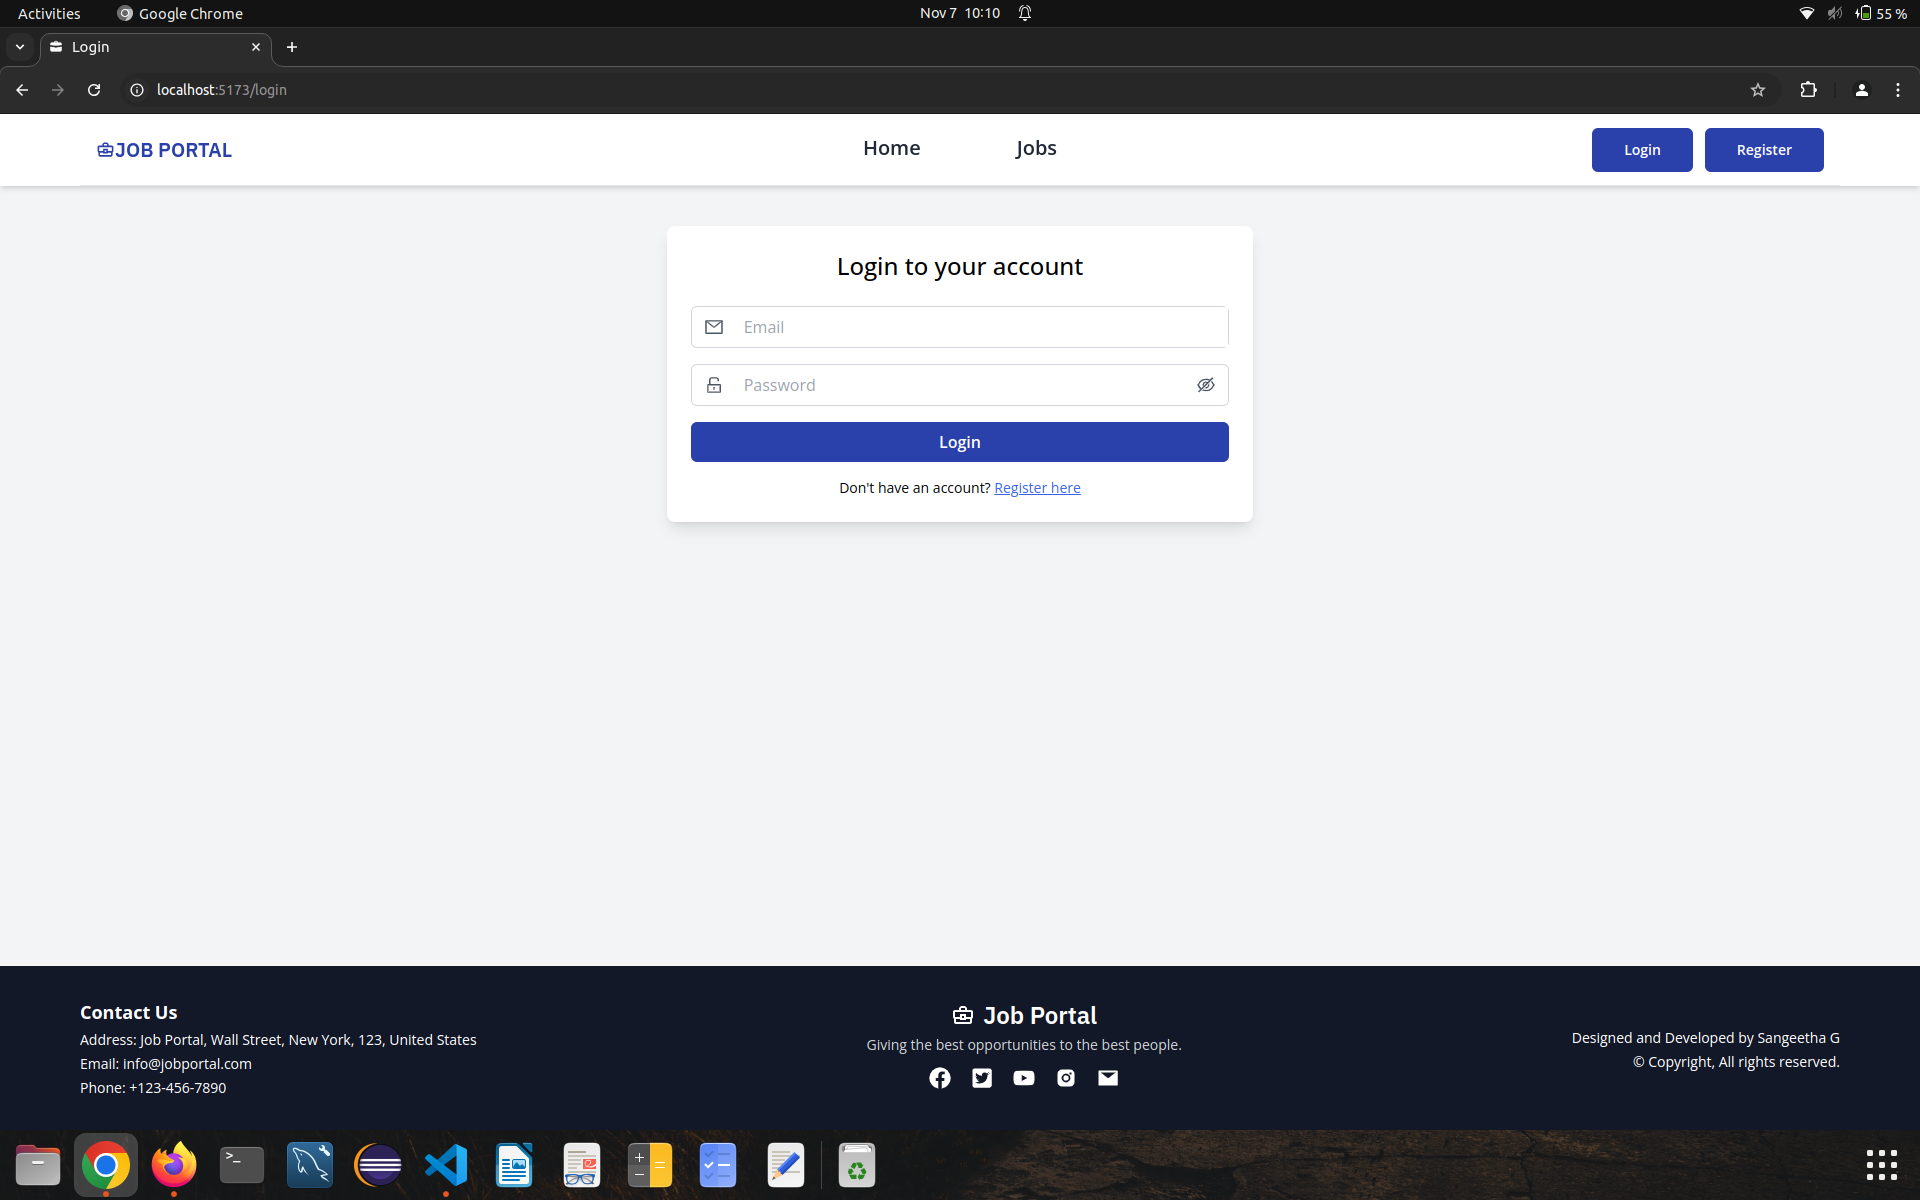 Activities
Google Chrome
Nov 7 10:10
55 %
Login
localhost:5173/login
JOB PORTAL
Home
Jobs
Login
Register
Login to your account
Email
Password
Login
Don't have an account? Register here
Contact Us
Address: Job Portal, Wall Street, New York, 123, United States
Email: info@jobportal.com
Phone: +123-456-7890
Job Portal
Giving the best opportunities to the best people.
Designed and Developed by Sangeetha G
© Copyright, All rights reserved.